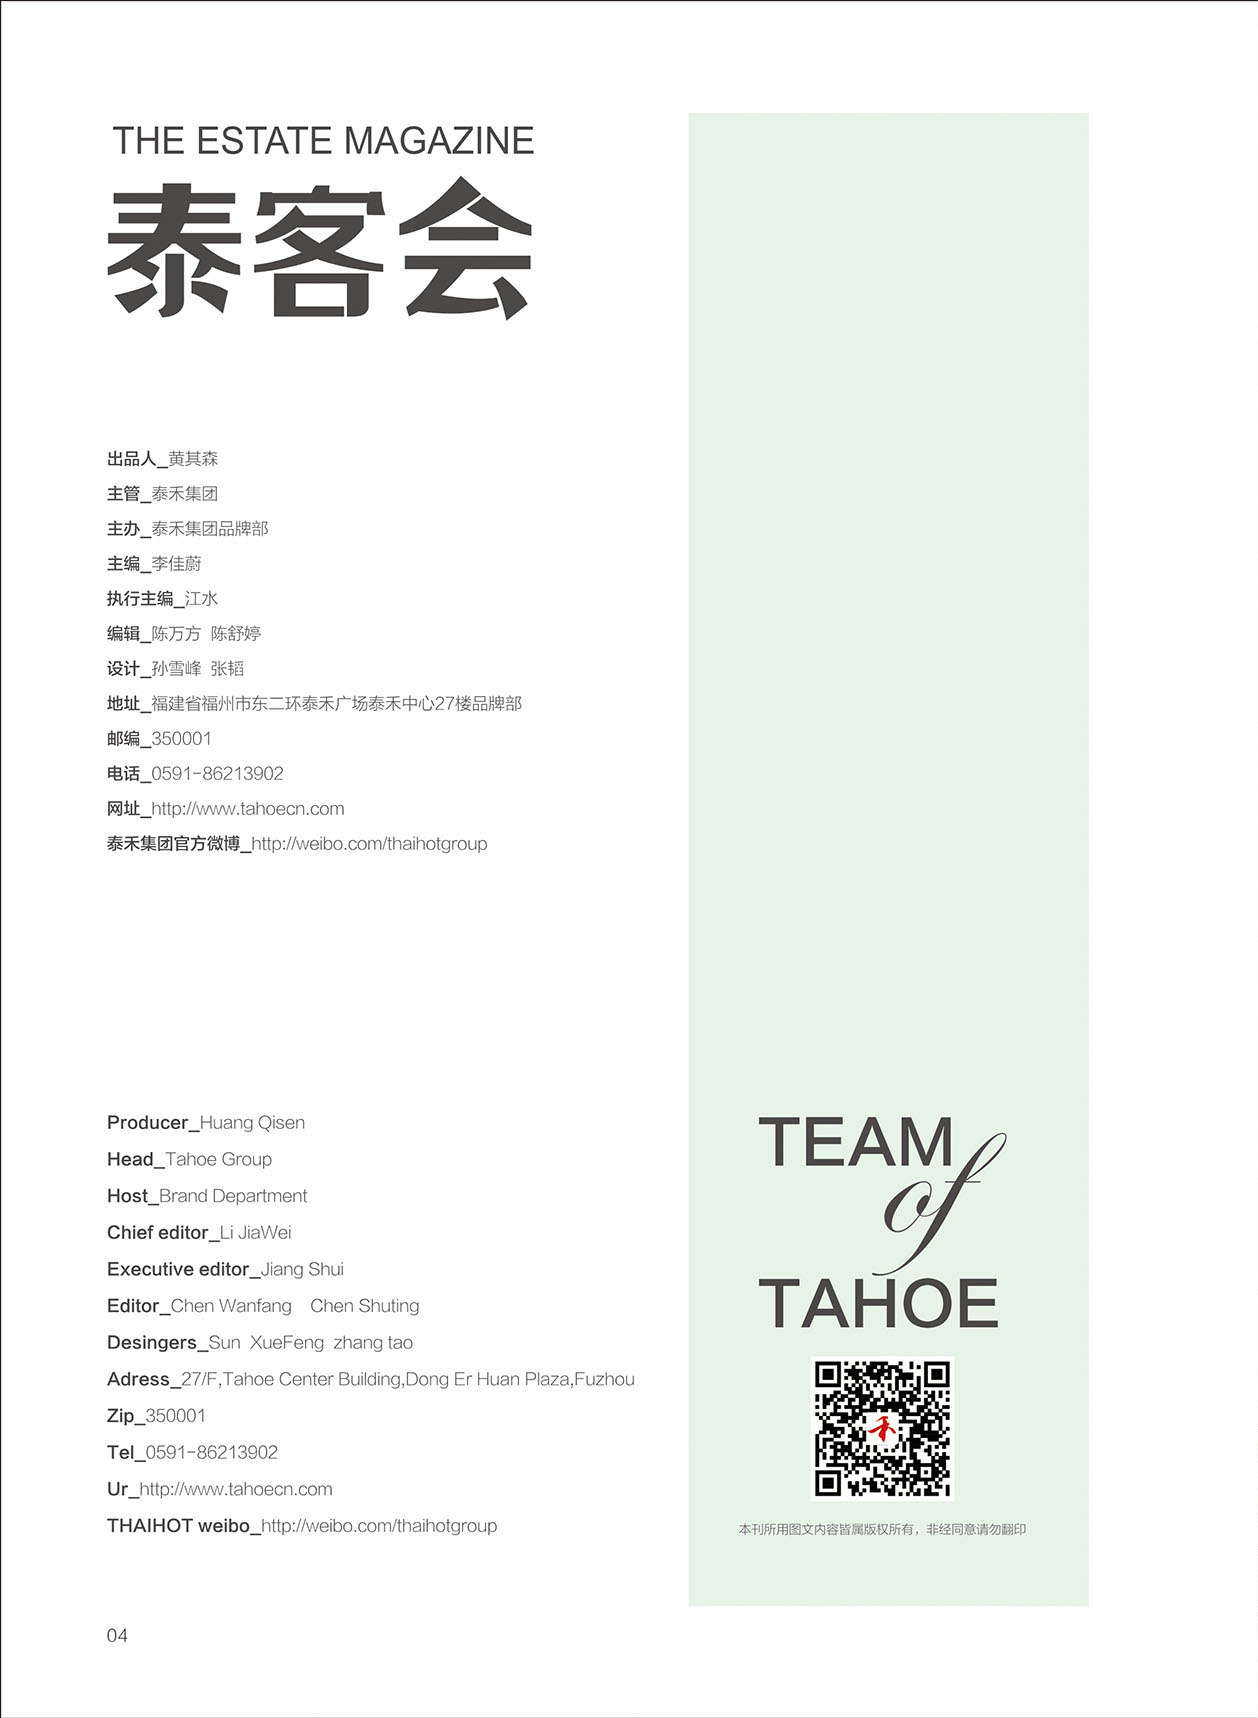 THE ESTATE MAGAZINE
泰客会
出品人_黄其森
主管_泰禾集团
主办_泰禾集团品牌部
主编_李佳蔚
执行主编_江水
编辑_陈万方 陈舒婷
设计_孙雪峰 张韬
地址_福建省福州市东二环泰禾广场泰禾中心27楼品牌部
邮编_350001
电话_0591-86213902
网址_http://www.tahoecn.com
泰禾集团官方微博_http://weibo.com/thaihotgroup
Producer_Huang Qisen
Head_Tahoe Group
Host_Brand Department
Chief editor_Li JiaWei
Executive editor_Jiang Shui
Editor_Chen Wanfang Chen Shuting
Desingers_Sun XueFeng zhang tao
Adress_27/F,Tahoe Center Building,Dong Er Huan Plaza,Fuzhou
Zip_350001
Tel_0591-86213902
Ur_http://www.tahoecn.com
THAIHOT weibo_http://weibo.com/thaihotgroup
04
TEAM
of
TAHOE
禾
本刊所用图文内容皆属版权所有，非经同意请勿翻印